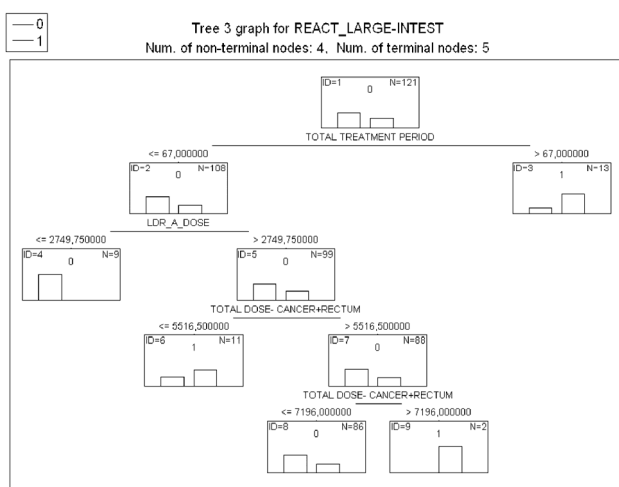 0
1
Tree 3 graph for REACT_LARGE-INTEST
Num. of non-terminal nodes: 4, Num. of terminal nodes: 5
ID=1 N=121
0
TOTAL TREATMENT PERIOD
<= 67,000000 > 67,000000
ID=2 N=108 ID=3 N=13
0 1
LDR_A_DOSE
<= 2749,750000 > 2749,750000
ID=4 N=9 ID=5 N=99
0 0
TOTAL DOSE- CANCER+RECTUM
<= 5516,500000 > 5516,500000
ID=6 N=11 ID=7 N=88
1 0
TOTAL DOSE- CANCER+RECTUM
<= 7196,000000 > 7196,000000
ID=8 N=86 ID=9 N=2
0 1